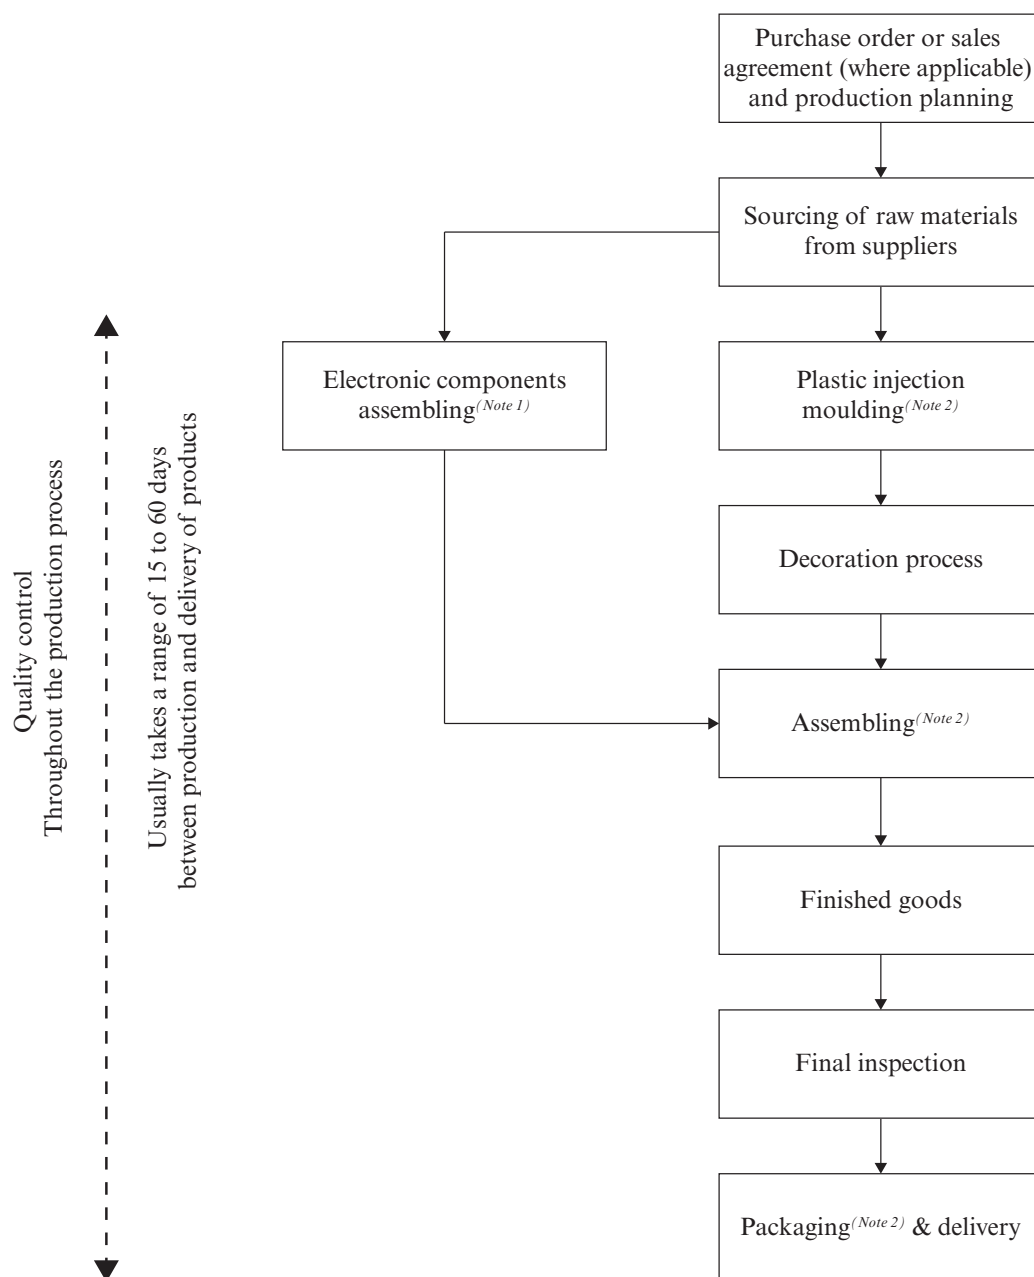 Purchase order or sales
agreement (where applicable)
and production planning
Sourcing of raw materials
from suppliers
Electronic components
assembling(Note 1)
Plastic injection
moulding(Note 2)
Decoration process
Assembling(Note 2)
Finished goods
Final inspection
Packaging(Note 2) & delivery
Quality control
Throughout the production process
Usually takes a range of 15 to 60 days
between production and delivery of products